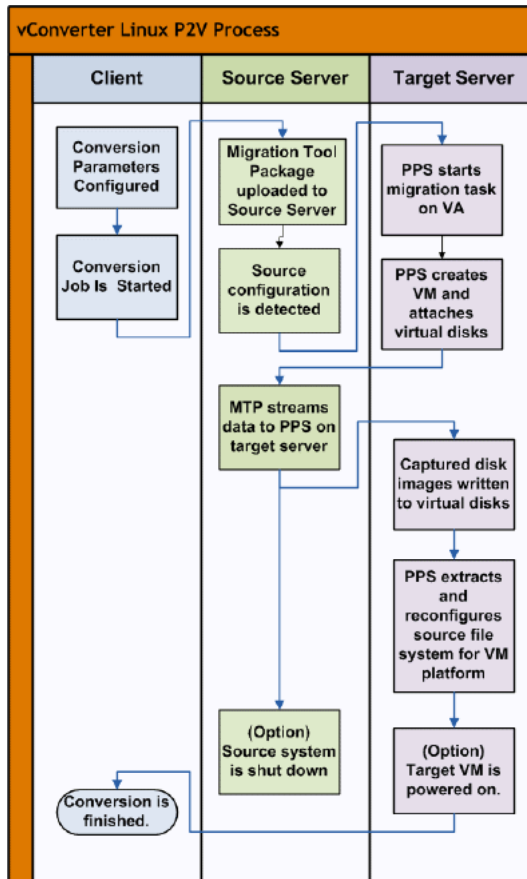 vConverter Linux P2V Process
Client
Source Server
Target Server
Conversion
Parameters
Configured
Conversion
Job Is Started
Migration Tool
Package
uploaded to
Source Server
Source
configuration
is detected
PPS starts
migration task
on VA
PPS creates
VM and
attaches
virtual disks
MTP streams
data to PPS on
target server
Captured disk
images written
to virtual disks
PPS extracts
and
reconfigures
source file
system for VM
platform
(Option)
Source system
is shut down
(Option)
Target VM is
powered on.
Conversion is
finished.